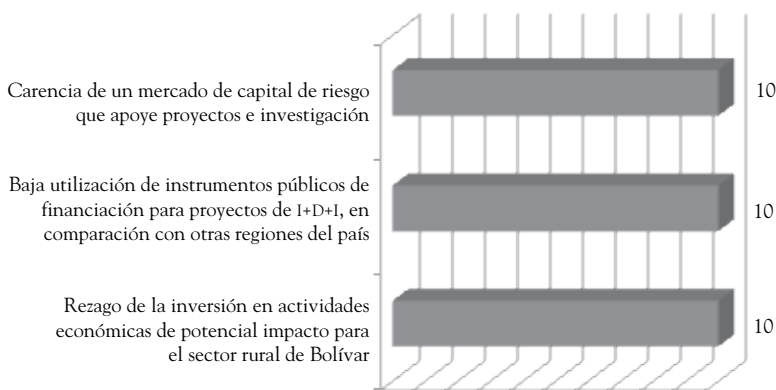 Carencia de un mercado de capital de riesgo
que apoye proyectos e investigación
10
Baja utilización de instrumentos públicos de
financiación para proyectos de I+D+I, en
comparación con otras regiones del país
10
Rezago de la inversión en actividades
económicas de potencial impacto para
el sector rural de Bolívar
10